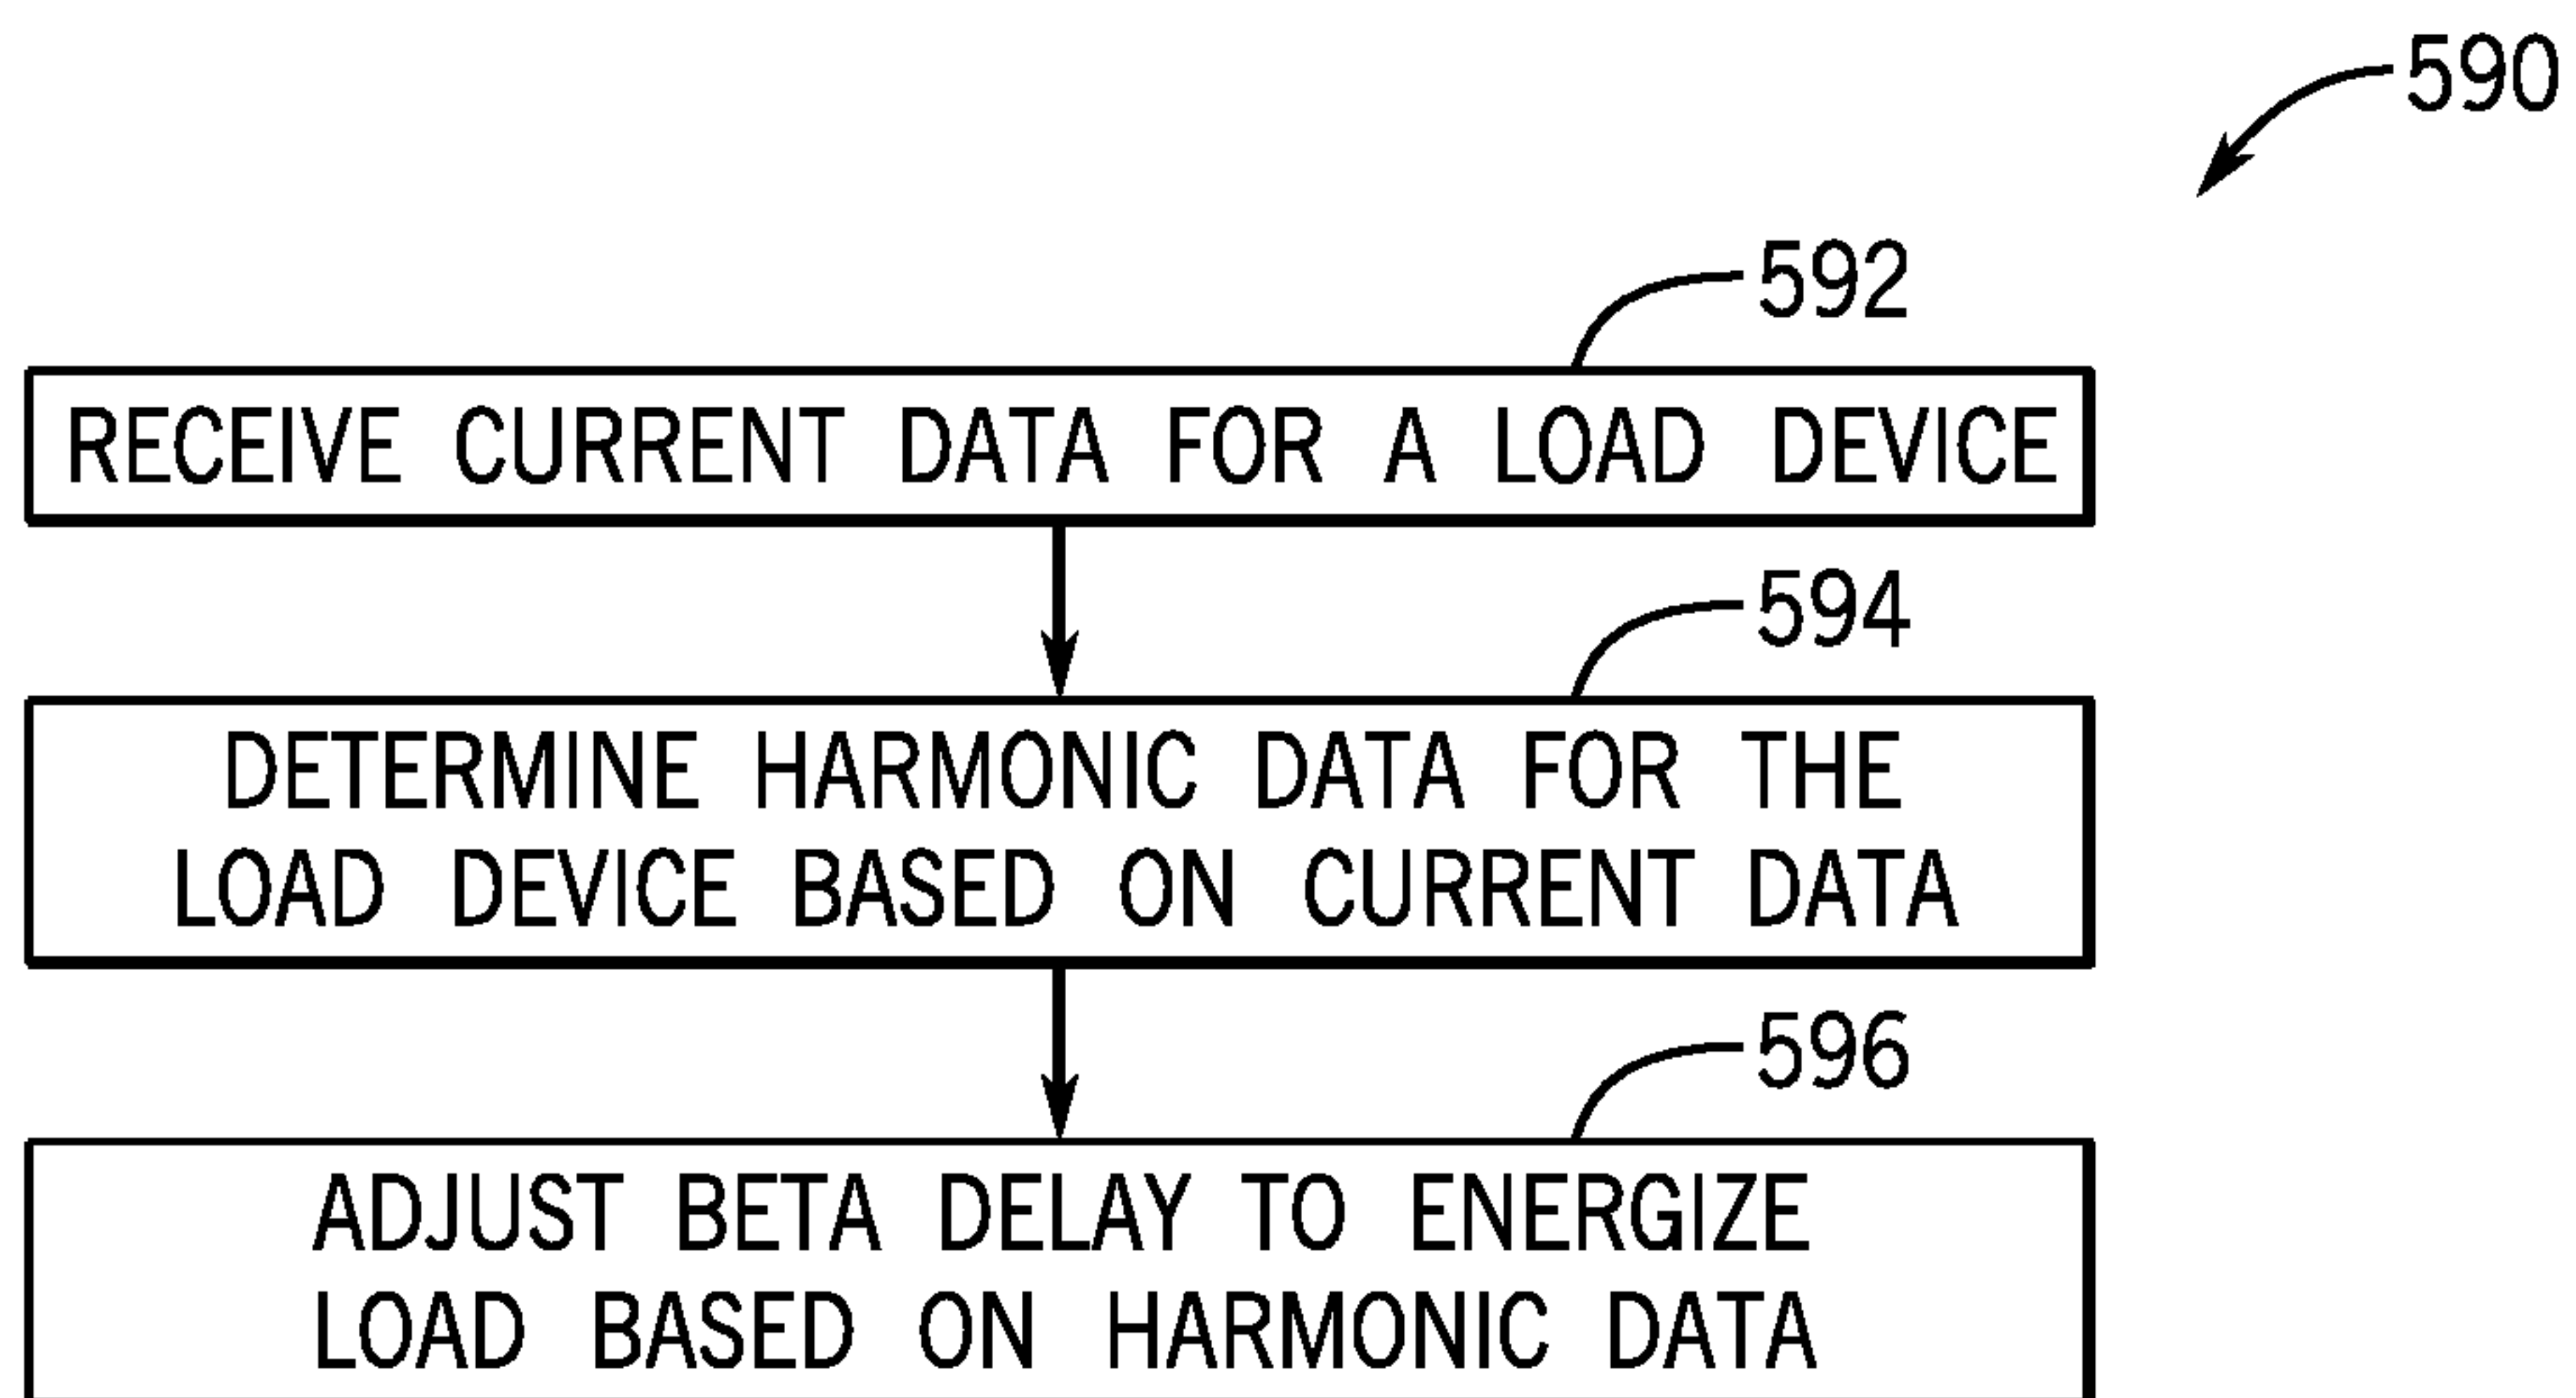 590
592
RECEIVE CURRENT DATA FOR A LOAD DEVICE
594
DETERMINE HARMONIC DATA FOR THE
LOAD DEVICE BASED ON CURRENT DATA
596
ADJUST BETA DELAY TO ENERGIZE
LOAD BASED ON HARMONIC DATA